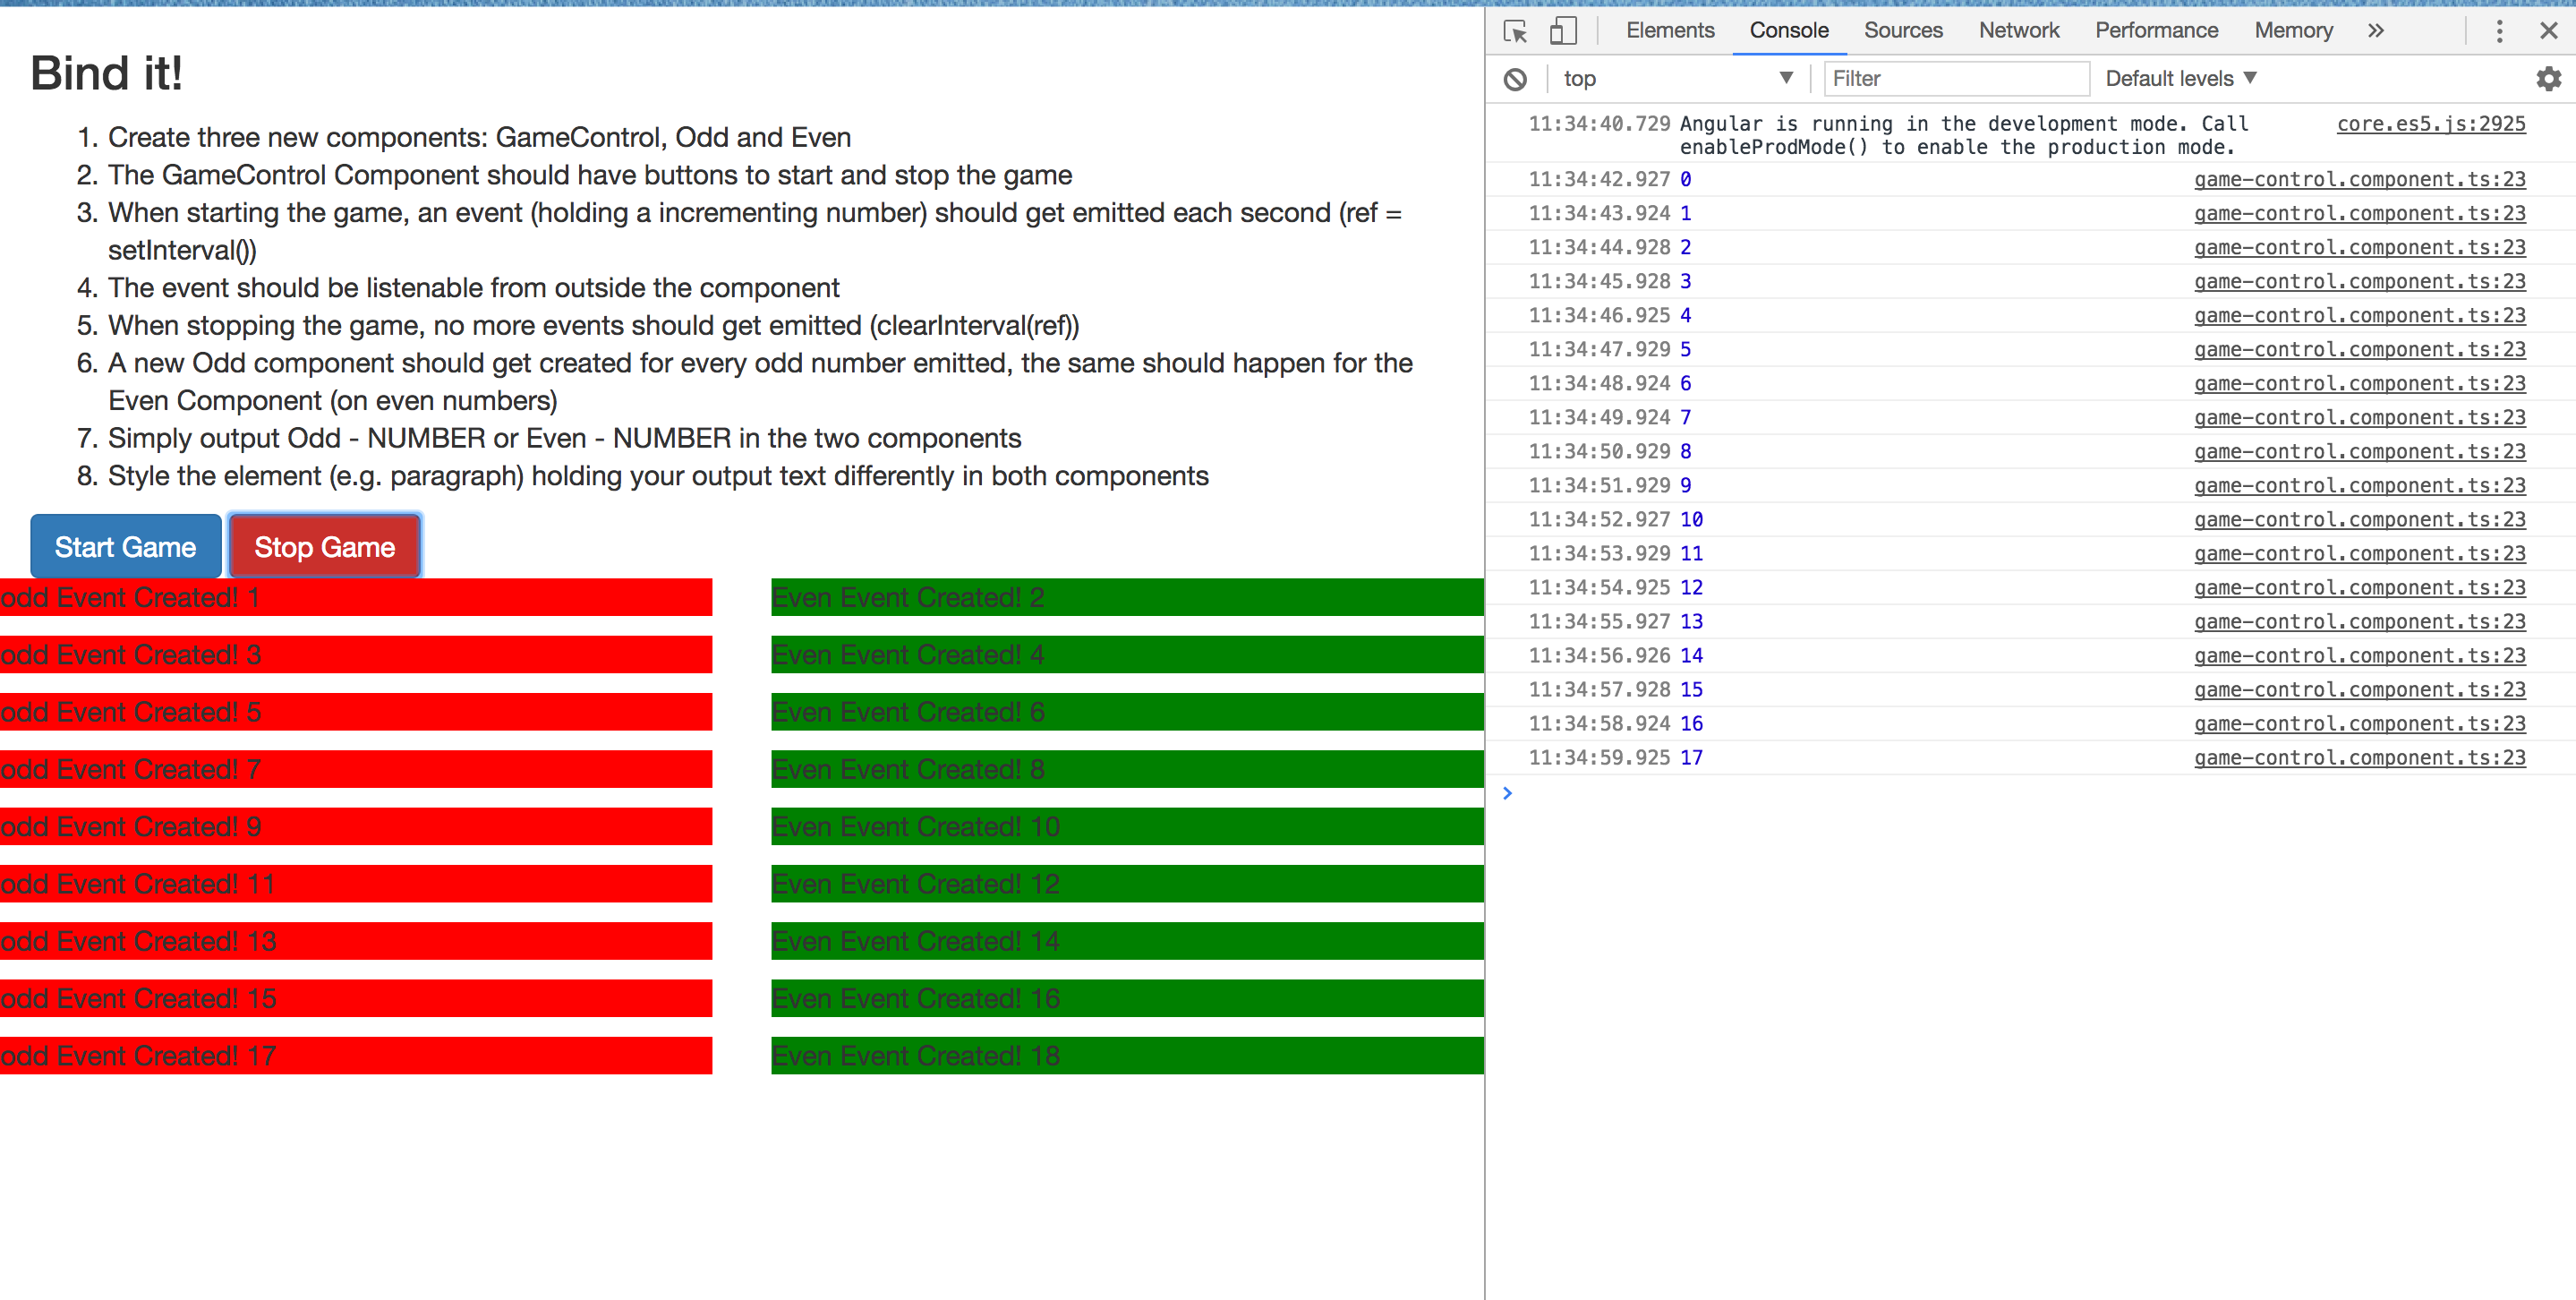 Bind it!
1. Create three new components: GameControl, Odd and Even
2. The GameControl Component should have buttons to start and stop the game
3. When starting the game, an event (holding a incrementing number) should get emitted each second (ref =
setInterval())
4. The event should be listenable from outside the component
5. When stopping the game, no more events should get emitted (clearInterval(ref))
6. A new Odd component should get created for every odd number emitted, the same should happen for the
Even Component (on even numbers)
7. Simply output Odd - NUMBER or Even - NUMBER in the two components
8. Style the element (e.g. paragraph) holding your output text differently in both components
Start Game Stop Game
odd Event Created! 1 Even Event Created! 2
odd Event Created! 3 Even Event Created! 4
odd Event Created! 5 Even Event Created! 6
odd Event Created! 7 Even Event Created! 8
odd Event Created! 9 Even Event Created! 10
odd Event Created! 11 Even Event Created! 12
odd Event Created! 13 Even Event Created! 14
odd Event Created! 15 Even Event Created! 16
odd Event Created! 17 Even Event Created! 18
Elements Console Sources Network Performance Memory »
top Filter Default levels
11:34:40.729 Angular is running in the development mode. Call core.es5.js:2925
enableProdMode() to enable the production mode.
11:34:42.927 0 game-control.component.ts:23
11:34:43.924 1 game-control.component.ts:23
11:34:44.928 2 game-control.component.ts:23
11:34:45.928 3 game-control.component.ts:23
11:34:46.925 4 game-control.component.ts:23
11:34:47.929 5 game-control.component.ts:23
11:34:48.924 6 game-control.component.ts:23
11:34:49.924 7 game-control.component.ts:23
11:34:50.929 8 game-control.component.ts:23
11:34:51.929 9 game-control.component.ts:23
11:34:52.927 10 game-control.component.ts:23
11:34:53.929 11 game-control.component.ts:23
11:34:54.925 12 game-control.component.ts:23
11:34:55.927 13 game-control.component.ts:23
11:34:56.926 14 game-control.component.ts:23
11:34:57.928 15 game-control.component.ts:23
11:34:58.924 16 game-control.component.ts:23
11:34:59.925 17 game-control.component.ts:23